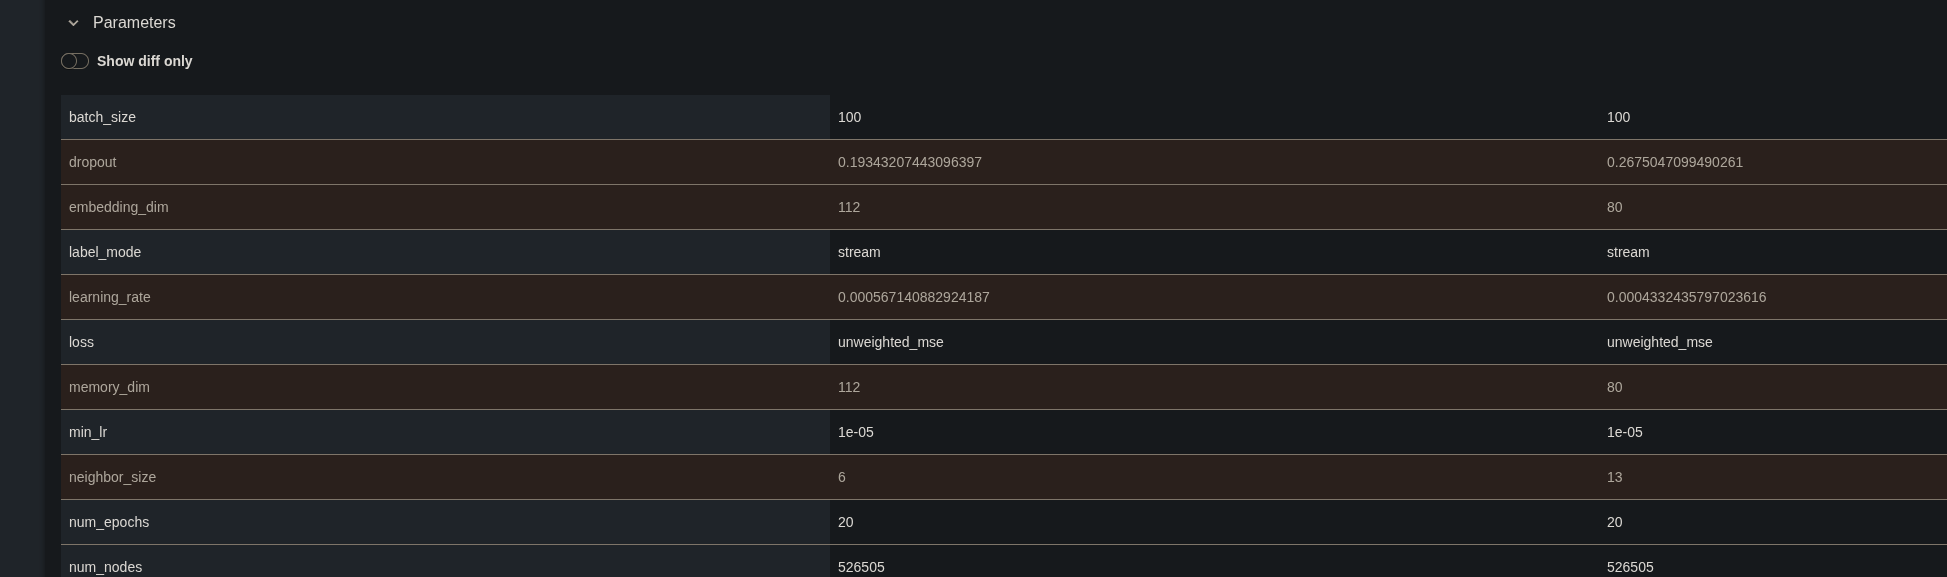 Parameters
Show diff only
batch_size 100 100
dropout 0.19343207443096397 0.2675047099490261
embedding_dim 112 80
label_mode stream stream
learning_rate 0.000567140882924187 0.0004332435797023616
loss unweighted_mse unweighted_mse
memory_dim 112 80
min_lr 1e-05 1e-05
neighbor_size 6 13
num_epochs 20 20
num_nodes 526505 526505